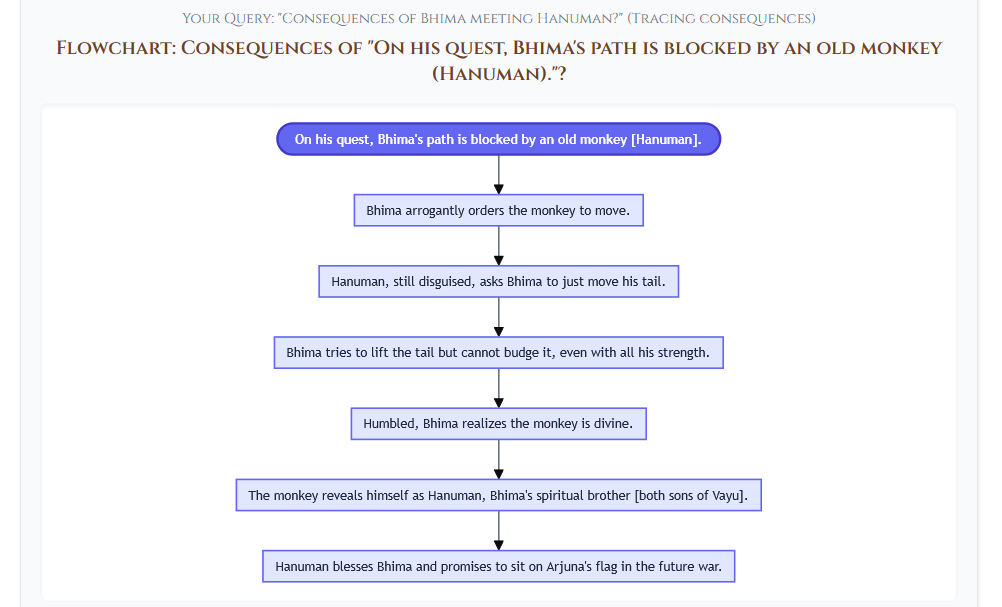 Your Query: "Consequences of Bhima meeting Hanuman?" (Tracing consequences)
Flowchart: Consequences of "On his quest, Bhima's path is blocked by an old monkey
(Hanuman)."?
On his quest, Bhima's path is blocked by an old monkey [Hanuman].
Bhima arrogantly orders the monkey to move.
Hanuman, still disguised, asks Bhima to just move his tail.
Bhima tries to lift the tail but cannot budge it, even with all his strength.
Humbled, Bhima realizes the monkey is divine.
The monkey reveals himself as Hanuman, Bhima's spiritual brother [both sons of Vayu].
Hanuman blesses Bhima and promises to sit on Arjuna's flag in the future war.